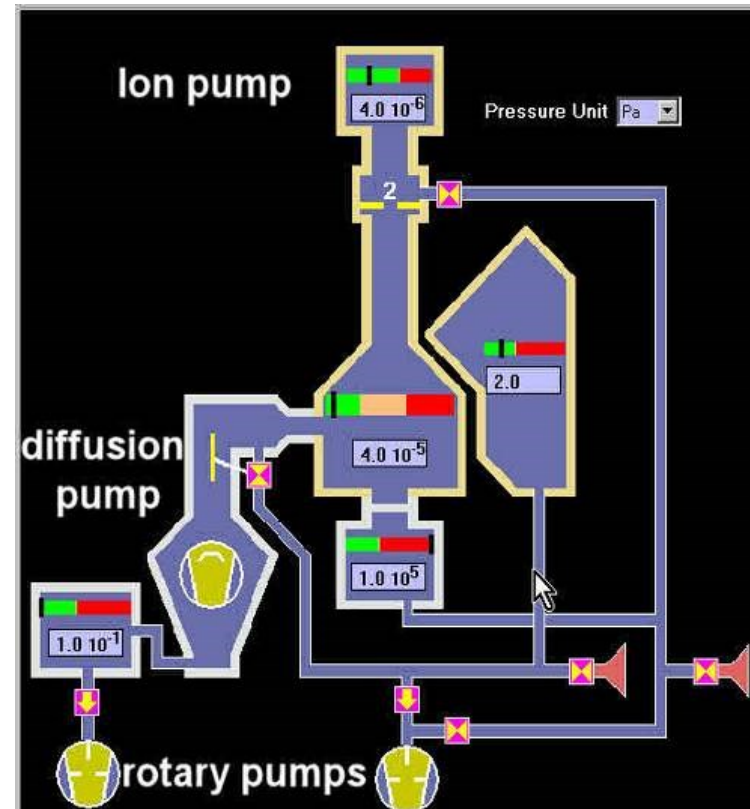 Ion pump
4.0 10⁻⁶
Pressure Unit Pa
2
2.0
diffusion
pump
4.0 10⁻⁵
1.0 10⁵
1.0 10⁻¹
rotary pumps